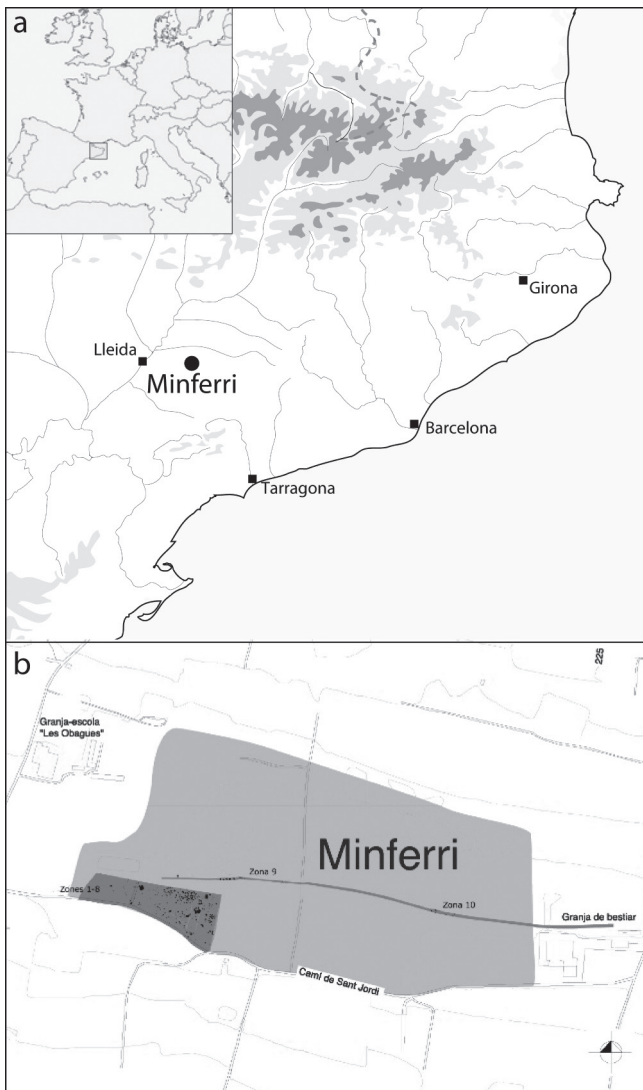 a
Girona
Lleida
Minferri
Barcelona
Tarragona
b
225
Granja-escola
"Les Obagues"
Minferri
Zona 9
Zones 1-8
Zona 10
Granja de bestiar
Camí de Sant Jordi